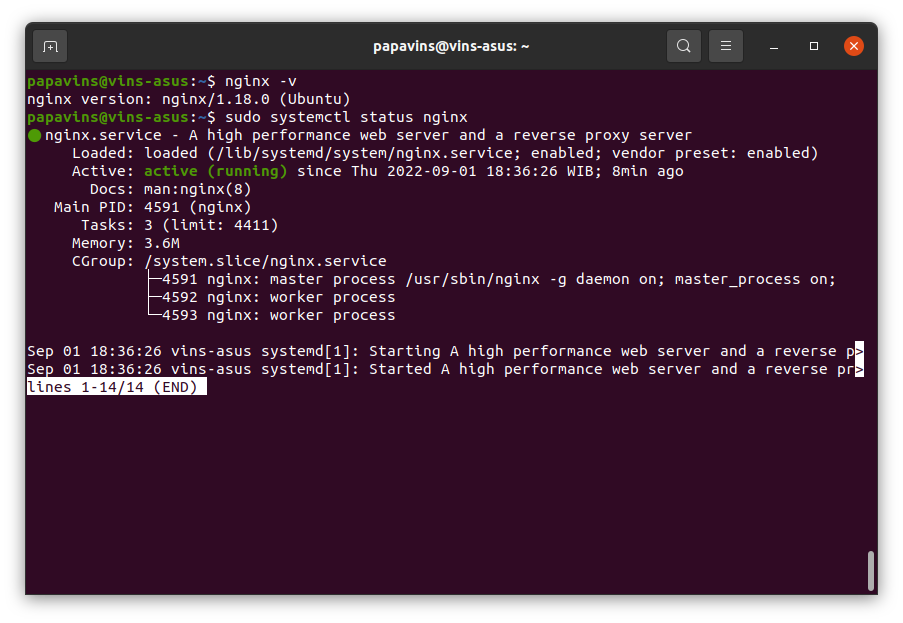 papavins@vins-asus: ~
papavins@vins-asus:~$ nginx -v
nginx version: nginx/1.18.0 (Ubuntu)
papavins@vins-asus:~$ sudo systemctl status nginx
●nginx.service - A high performance web server and a reverse proxy server
     Loaded: loaded (/lib/systemd/system/nginx.service; enabled; vendor preset: enabled)
     Active: active (running) since Thu 2022-09-01 18:36:26 WIB; 8min ago
       Docs: man:nginx(8)
   Main PID: 4591 (nginx)
      Tasks: 3 (limit: 4411)
     Memory: 3.6M
     CGroup: /system.slice/nginx.service
             ├─4591 nginx: master process /usr/sbin/nginx -g daemon on; master_process on;
             ├─4592 nginx: worker process
             └─4593 nginx: worker process
Sep 01 18:36:26 vins-asus systemd[1]: Starting A high performance web server and a reverse p>
Sep 01 18:36:26 vins-asus systemd[1]: Started A high performance web server and a reverse pr>
lines 1-14/14 (END)